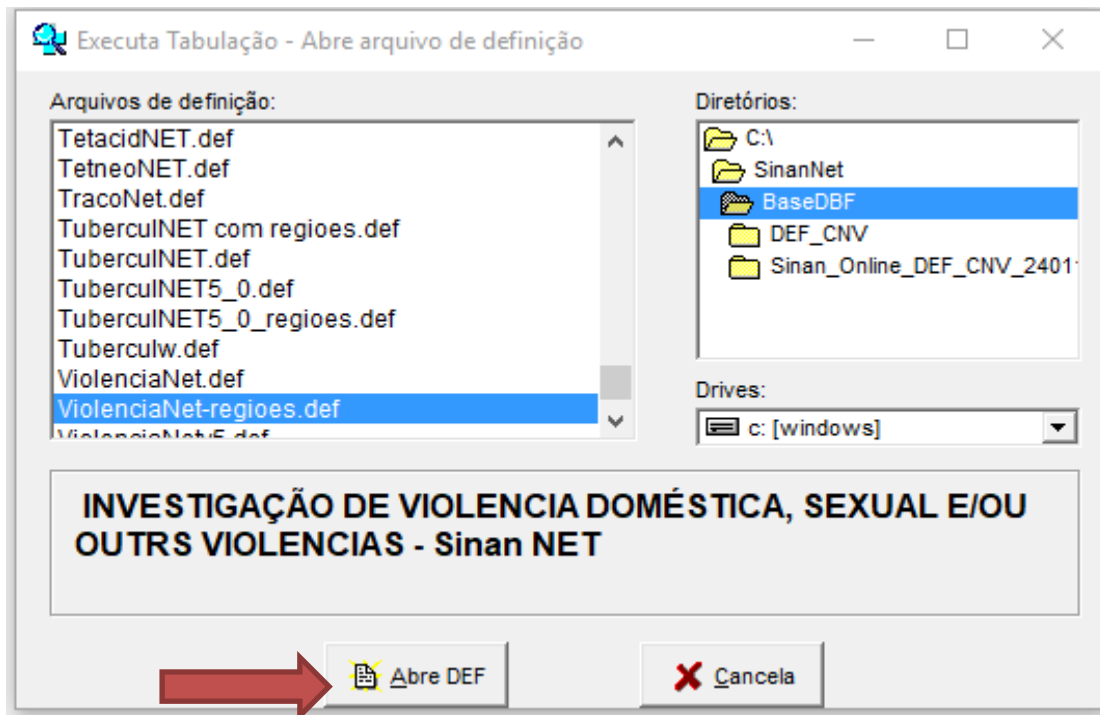 Executa Tabulação - Abre arquivo de definição
Arquivos de definição:
TetacidNET.def
TetneoNET.def
TracoNet.def
TuberculNET com regioes.def
TuberculNET.def
TuberculNET5_0.def
TuberculNET5_0_regioes.def
Tuberculw.def
ViolenciaNet.def
ViolenciaNet-regioes.def
ViolenciaNetv5.def
Diretórios:
C:\
SinanNet
BaseDBF
DEF_CNV
Sinan_Online_DEF_CNV_2401
Drives:
c: [windows]
INVESTIGAÇÃO DE VIOLENCIA DOMÉSTICA, SEXUAL E/OU
OUTRS VIOLENCIAS - Sinan NET
Abre DEF
Cancela